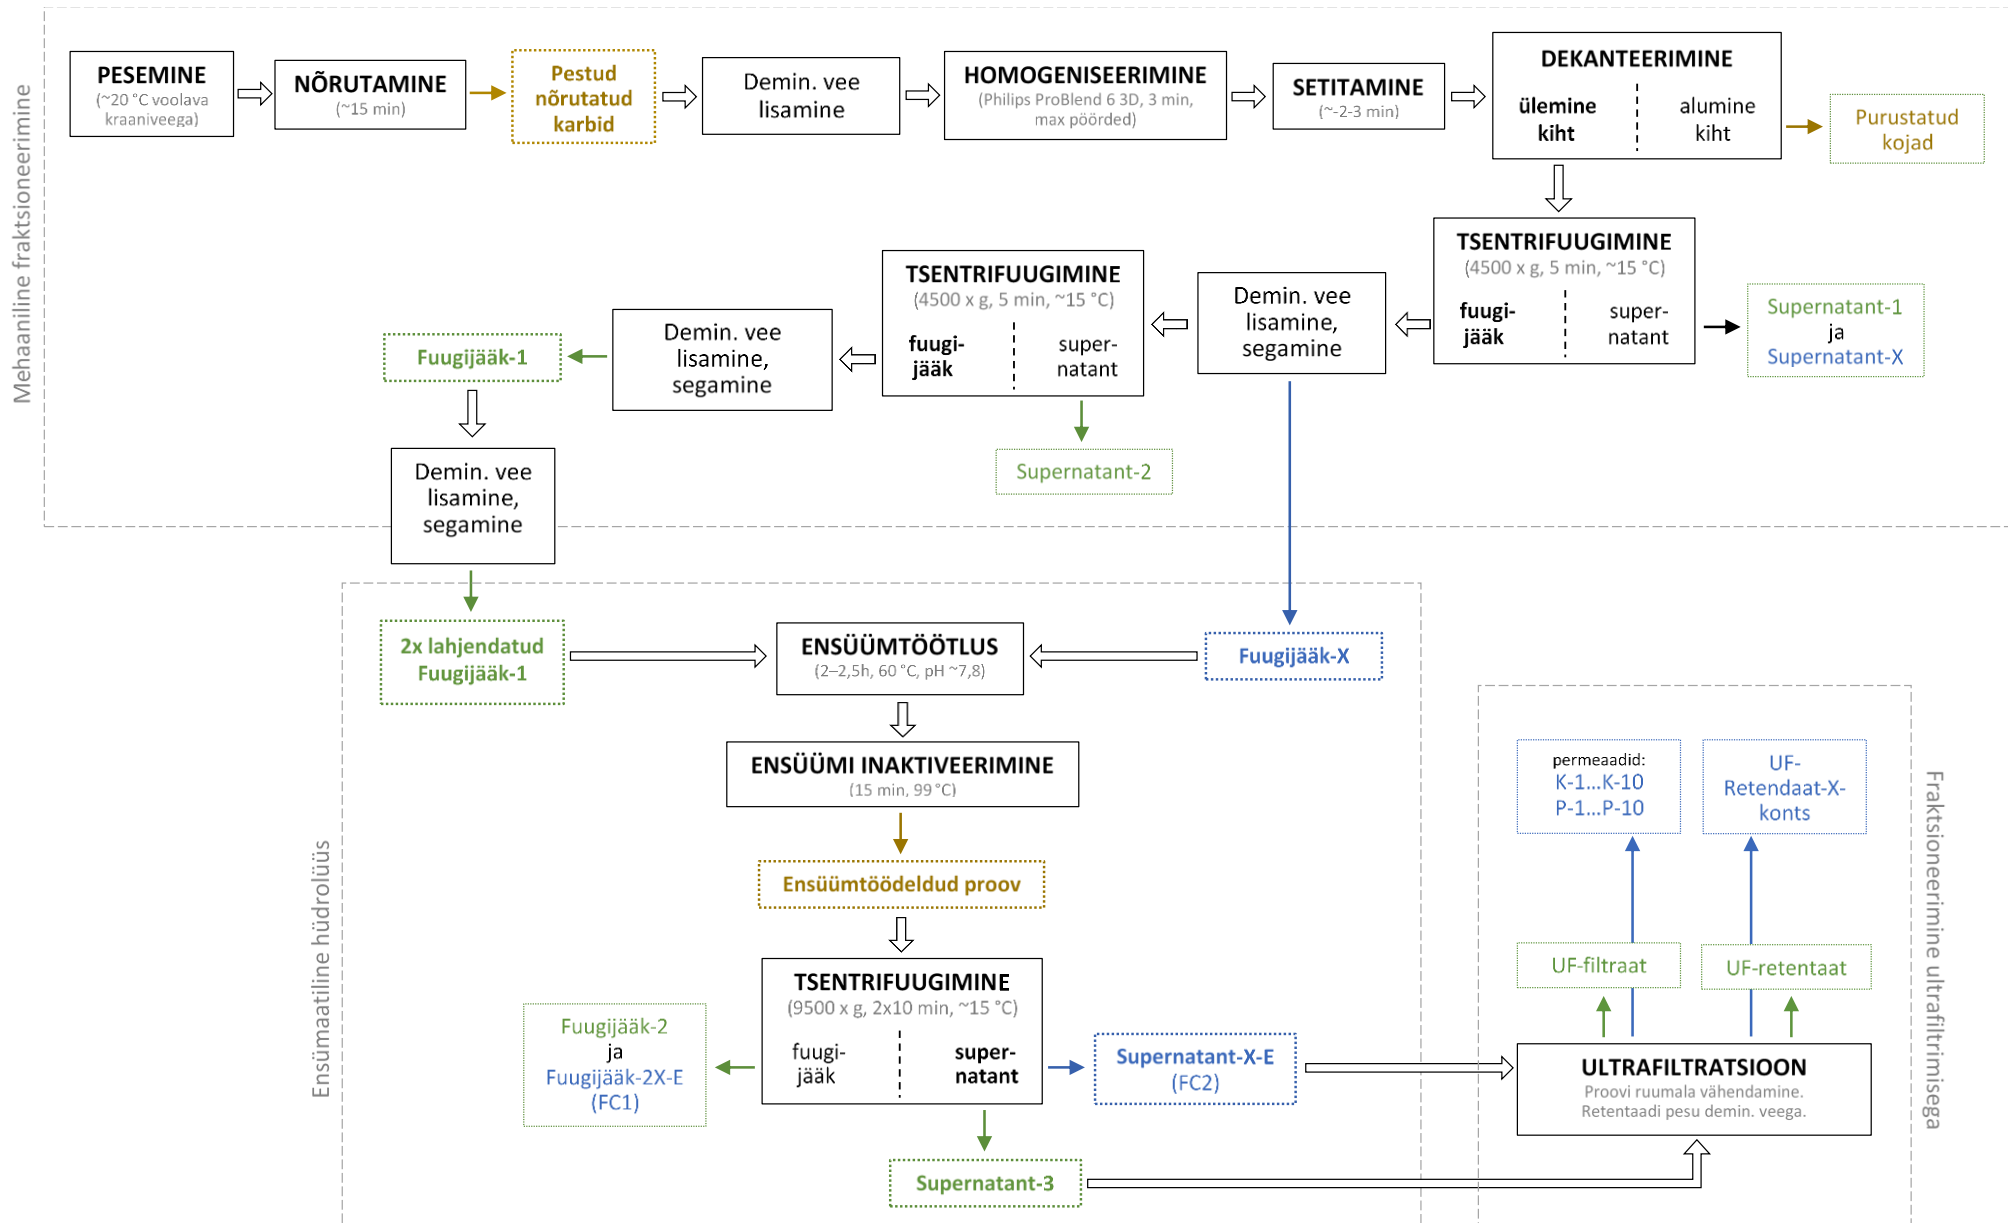 Mehaaniline fraktsioneerimine
PESEMINE
(~20 °C voolava
kraaniveega)
NÕRUTAMINE
(~15 min)
Pestud
nõrutatud
karbid
Demin. vee
lisamine
HOMOGENISEERIMINE
(Philips ProBlend 6 3D, 3 min,
max pöörded)
SETITAMINE
(~-2-3 min)
DEKANTEERIMINE
ülemine
kiht
alumine
kiht
Purustatud
kojad
TSENTRIFUUGIMINE
(4500 x g, 5 min, ~15 °C)
fuugi-
jääk
super-
natant
Supernatant-1
ja
Supernatant-X
Demin. vee
lisamine,
segamine
TSENTRIFUUGIMINE
(4500 x g, 5 min, ~15 °C)
fuugi-
jääk
super-
natant
Supernatant-2
Demin. vee
lisamine,
segamine
Fuugijääk-1
Demin. vee
lisamine,
segamine
Ensümaatiline hüdrolüüs
2x lahjendatud
Fuugijääk-1
ENSÜÜMTÖÖTLUS
(2–2,5h, 60 °C, pH ~7,8)
Fuugijääk-X
ENSÜÜMI INAKTIVEERIMINE
(15 min, 99 °C)
Ensüümtöödeldud proov
TSENTRIFUUGIMINE
(9500 x g, 2x10 min, ~15 °C)
fuugi-
jääk
super-
natant
Fuugijääk-2
ja
Fuugijääk-2X-E
(FC1)
Supernatant-X-E
(FC2)
Supernatant-3
Fraktsioneerimine ultrafiltrimisega
permeaadid:
K-1...K-10
P-1...P-10
UF-
Retendaat-X-
konts
UF-filtraat
UF-retentaat
ULTRAFILTRATSIOON
Proovi ruumala vähendamine.
Retentaadi pesu demin. veega.